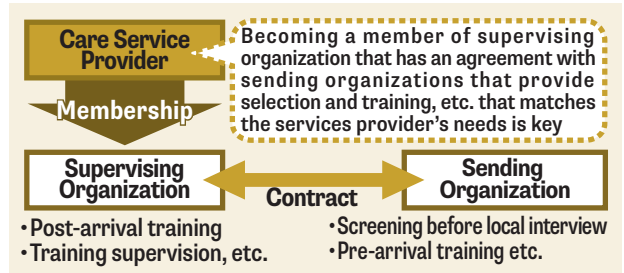 Care Service
Provider
Becoming a member of supervising
organization that has an agreement with
sending organizations that provide
selection and training, etc. that matches
the services provider's needs is key
Membership
Supervising
Organization
Contract
Sending
Organization
•Post-arrival training
•Training supervision, etc.
•Screening before local interview
•Pre-arrival training etc.